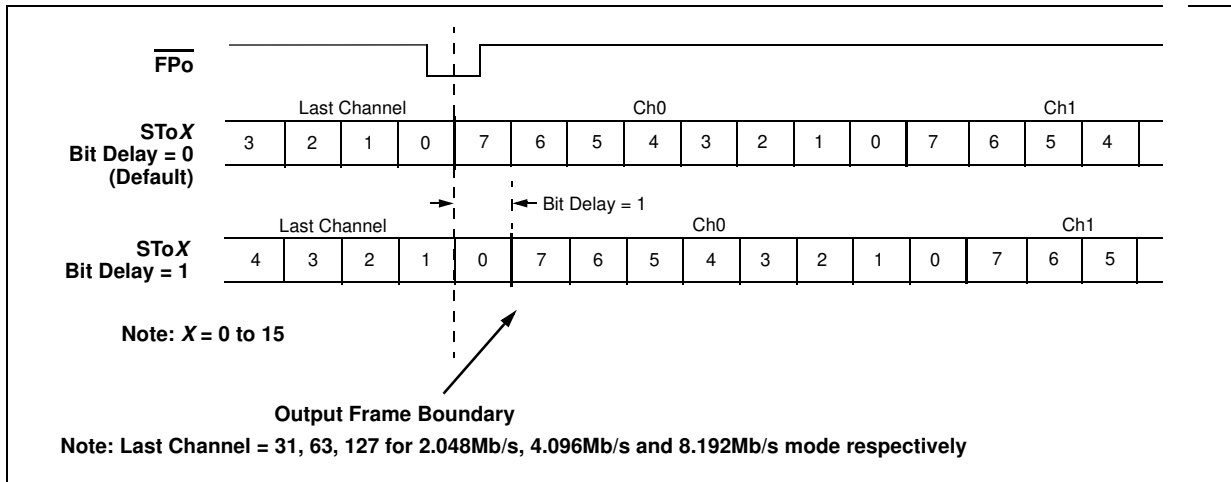 FPo
Last Channel Ch0 Ch1
SToX
Bit Delay = 0
(Default)
3 2 1 0 7 6 5 4 3 2 1 0 7 6 5 4
Bit Delay = 1
Last Channel Ch0 Ch1
SToX
Bit Delay = 1
4 3 2 1 0 7 6 5 4 3 2 1 0 7 6 5
Note: X = 0 to 15
Output Frame Boundary
Note: Last Channel = 31, 63, 127 for 2.048Mb/s, 4.096Mb/s and 8.192Mb/s mode respectively